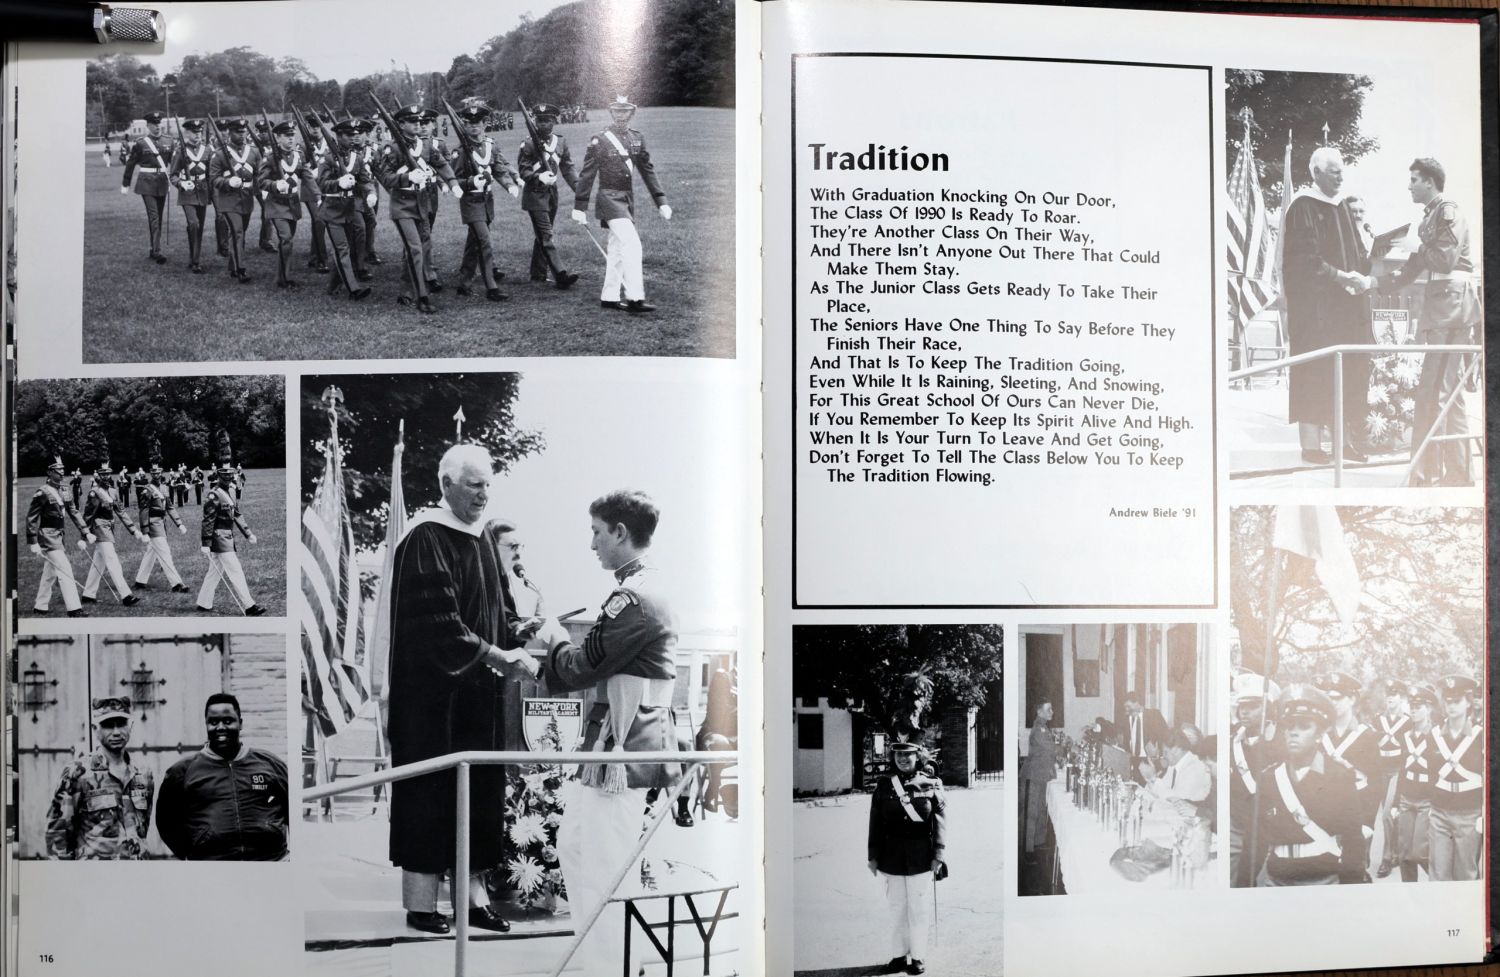 NEW YORK
MILITARY ACADEMY
90
116
Tradition
With Graduation Knocking On Our Door,
The Class Of 1990 Is Ready To Roar.
They're Another Class On Their Way,
And There Isn't Anyone Out There That Could
Make Them Stay.
As The Junior Class Gets Ready To Take Their
Place,
The Seniors Have One Thing To Say Before They
Finish Their Race,
And That Is To Keep The Tradition Going,
Even While It Is Raining, Sleeting, And Snowing,
For This Great School Of Ours Can Never Die,
If You Remember To Keep Its Spirit Alive And High.
When It Is Your Turn To Leave And Get Going,
Don't Forget To Tell The Class Below You To Keep
The Tradition Flowing.
Andrew Biele '91
NEW YORK
117